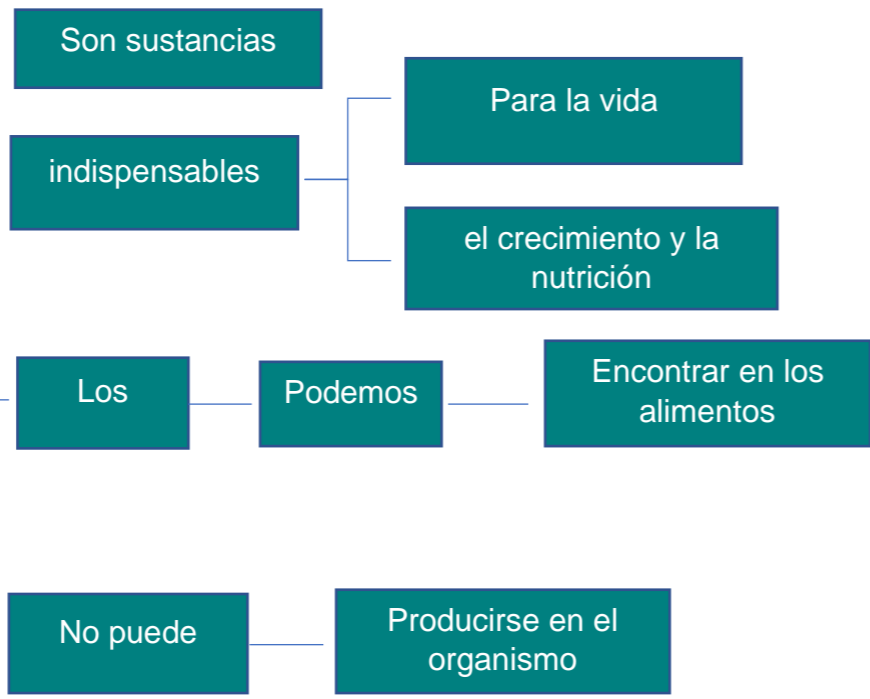 Son sustancias
indispensables
Para la vida
el crecimiento y la
nutrición
Los
Podemos
Encontrar en los
alimentos
No puede
Producirse en el
organismo